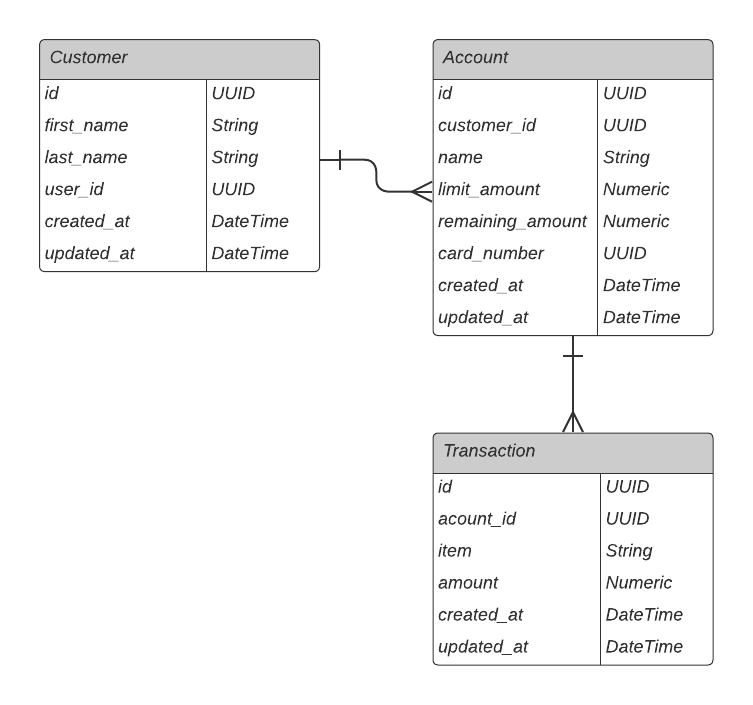 Customer
id UUID
first_name String
last_name String
user_id UUID
created_at DateTime
updated_at DateTime
Account
id UUID
customer_id UUID
name String
limit_amount Numeric
remaining_amount Numeric
card_number UUID
created_at DateTime
updated_at DateTime
Transaction
id UUID
acount_id UUID
item String
amount Numeric
created_at DateTime
updated_at DateTime